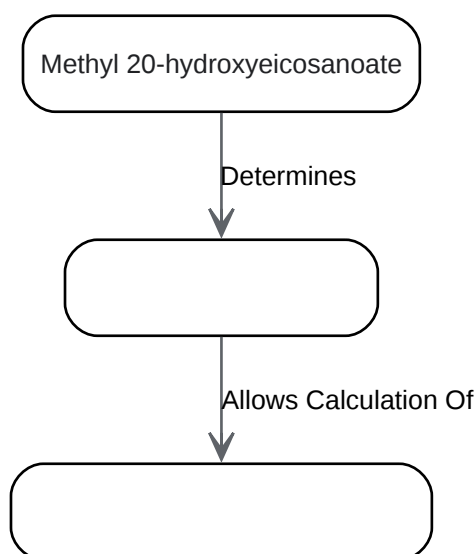 Methyl 20-hydroxyeicosanoate
Determines
Allows Calculation Of